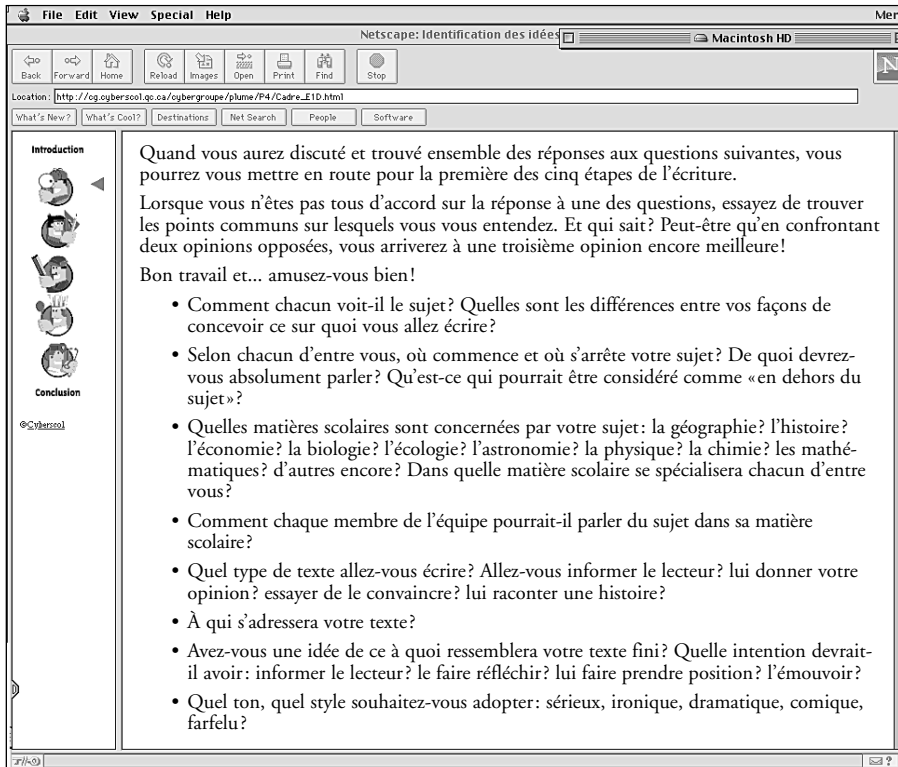 File Edit View Special Help
Netscape: Identification des idées
Macintosh HD
Back Forward Home Reload Images Open Print Find Stop
N
Location: http://cg.cyberscol.qc.ca/cybergroupe/plume/P4/Cadre_E1D.html
What's New? What's Cool? Destinations Net Search People Software
Introduction
Conclusion
©Cyberscol
Quand vous aurez discuté et trouvé ensemble des réponses aux questions suivantes, vous
pourrez vous mettre en route pour la première des cinq étapes de l'écriture.
Lorsque vous n'êtes pas tous d'accord sur la réponse à une des questions, essayez de trouver
les points communs sur lesquels vous vous entendez. Et qui sait? Peut-être qu'en confrontant
deux opinions opposées, vous arriverez à une troisième opinion encore meilleure!
Bon travail et... amusez-vous bien!
• Comment chacun voit-il le sujet? Quelles sont les différences entre vos façons de
concevoir ce sur quoi vous allez écrire?
• Selon chacun d'entre vous, où commence et où s'arrête votre sujet? De quoi devrez-
vous absolument parler? Qu'est-ce qui pourrait être considéré comme «en dehors du
sujet»?
• Quelles matières scolaires sont concernées par votre sujet: la géographie? l'histoire?
l'économie? la biologie? l'écologie? l'astronomie? la physique? la chimie? les mathé-
matiques? d'autres encore? Dans quelle matière scolaire se spécialisera chacun d'entre
vous?
• Comment chaque membre de l'équipe pourrait-il parler du sujet dans sa matière
scolaire?
• Quel type de texte allez-vous écrire? Allez-vous informer le lecteur? lui donner votre
opinion? essayer de le convaincre? lui raconter une histoire?
• À qui s'adressera votre texte?
• Avez-vous une idée de ce à quoi ressemblera votre texte fini? Quelle intention devrait-
il avoir: informer le lecteur? le faire réfléchir? lui faire prendre position? l'émouvoir?
• Quel ton, quel style souhaitez-vous adopter: sérieux, ironique, dramatique, comique,
farfelu?